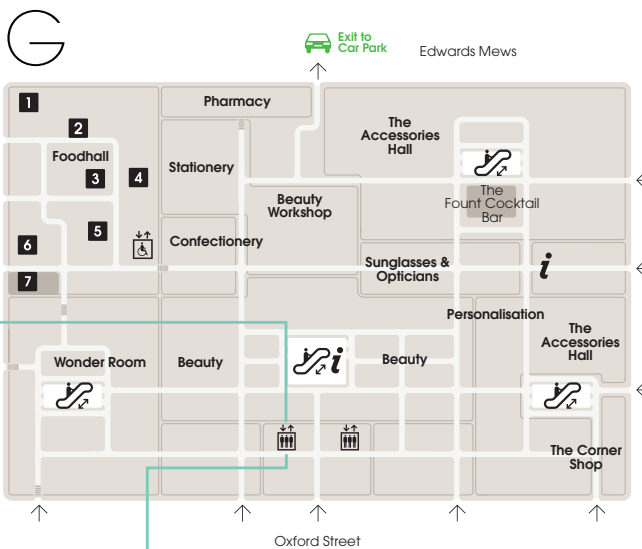 G
Exit to
Car Park
Edwards Mews
1
Pharmacy
2
The
Accessories
Hall
Foodhall
Stationery
3
4
The
Fount Cocktail
Bar
Beauty
Workshop
5
6
Confectionery
Sunglasses &
Opticians
i
7
Personalisation
The
Accessories
Hall
Wonder Room
Beauty
i
Beauty
The Corner
Shop
Oxford Street